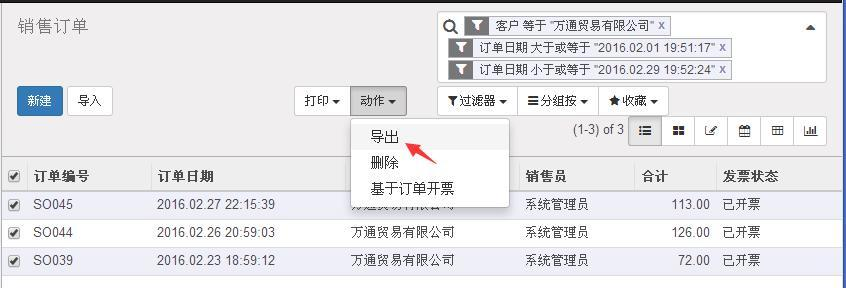 销售订单
客户 等于 "万通贸易有限公司" x
订单日期 大于或等于 "2016.02.01 19:51:17" x
订单日期 小于或等于 "2016.02.29 19:52:24" x
新建 导入 打印 动作 过滤器 分组按 收藏
导出
删除
基于订单开票
(1-3) of 3
订单编号 订单日期 销售员 合计 发票状态
SO045 2016.02.27 22:15:39 万通贸易有限公司 系统管理员 113.00 已开票
SO044 2016.02.26 20:59:03 万通贸易有限公司 系统管理员 126.00 已开票
SO039 2016.02.23 18:59:12 万通贸易有限公司 系统管理员 72.00 已开票